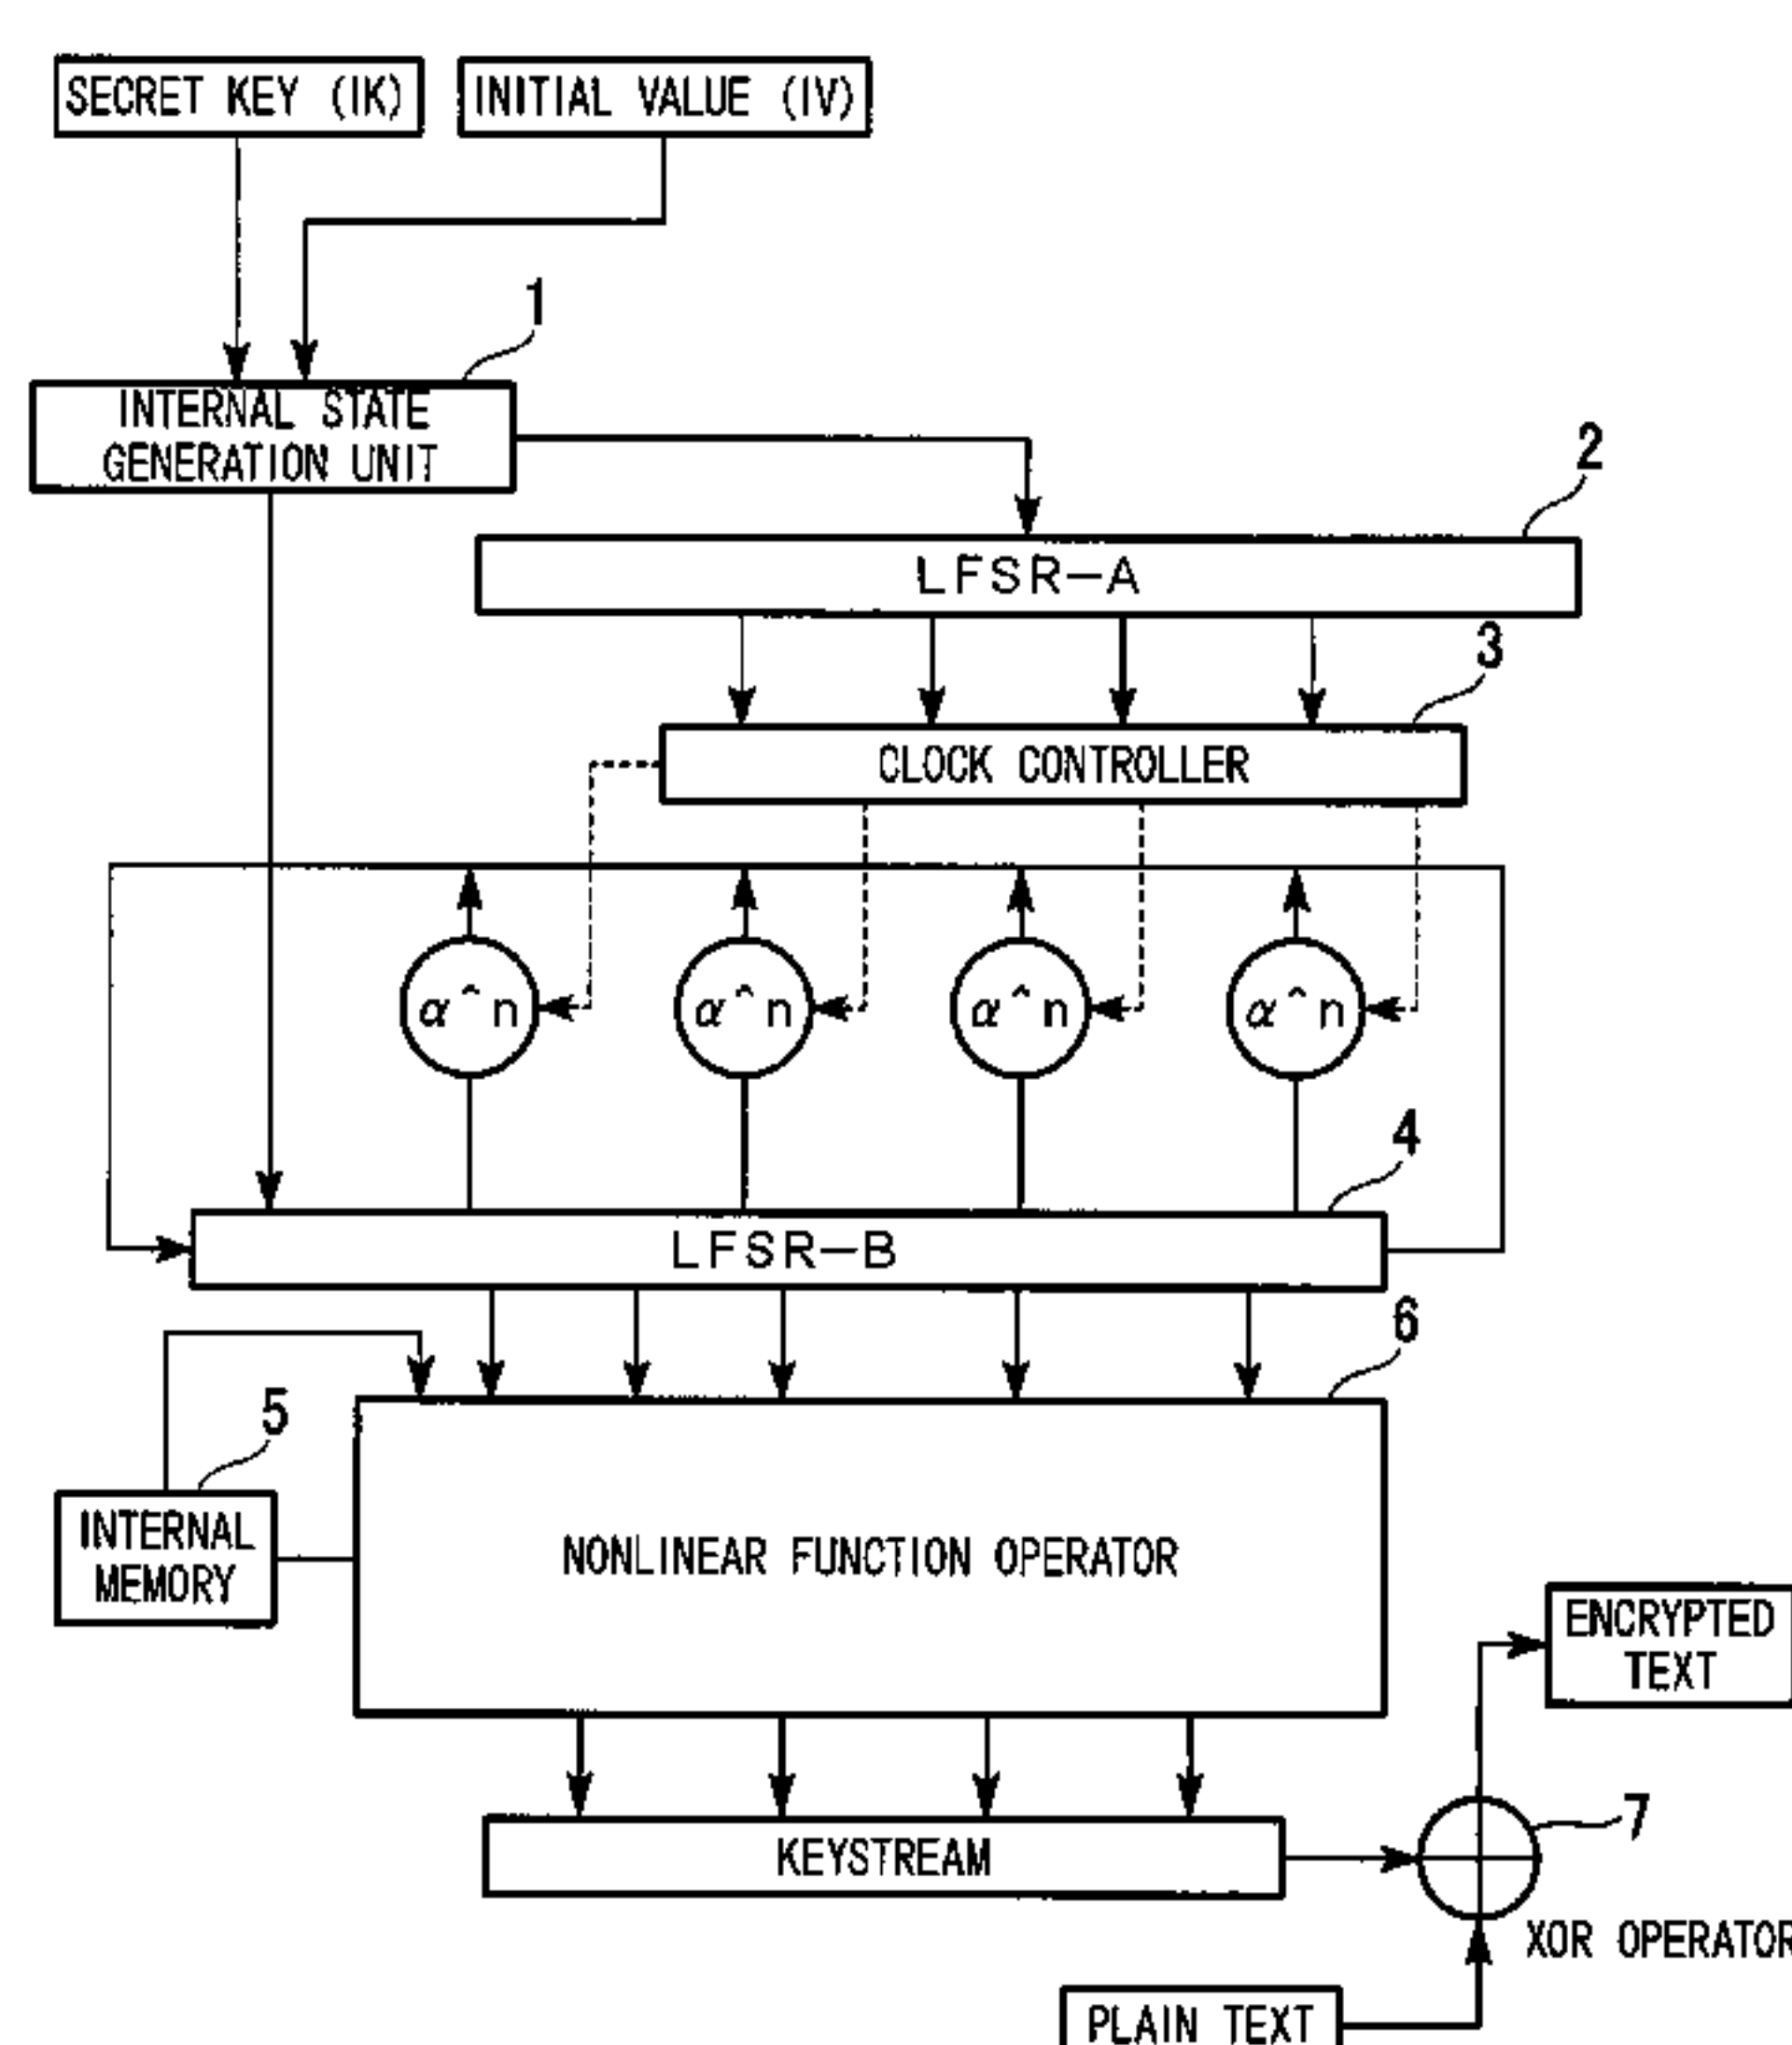 SECRET KEY (IK)
INITIAL VALUE (IV)
1
INTERNAL STATE
GENERATION UNIT
2
LFSR-A
3
CLOCK CONTROLLER
α^n
α^n
α^n
α^n
4
LFSR-B
6
5
INTERNAL
MEMORY
NONLINEAR FUNCTION OPERATOR
ENCRYPTED
TEXT
7
KEYSTREAM
XOR OPERATOR
PLAIN TEXT